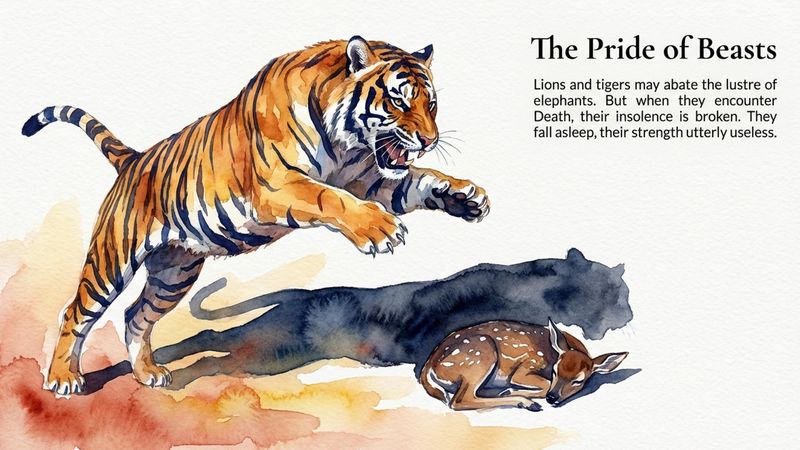 The Pride of Beasts
Lions and tigers may abate the lustre of
elephants. But when they encounter
Death, their insolence is broken. They
fall asleep, their strength utterly useless.